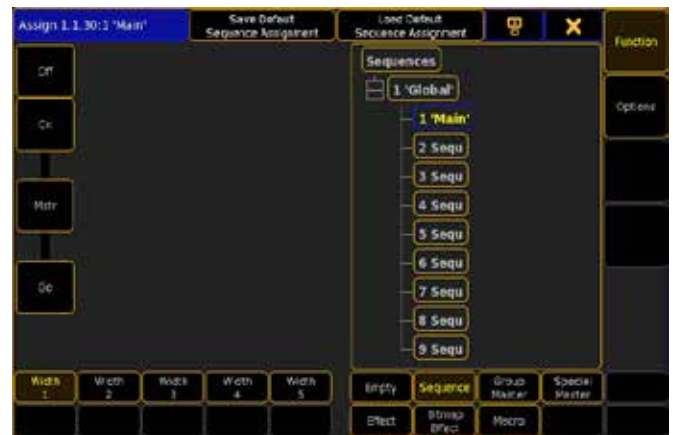 Assign 1.1.30:1 'Main'
Save Default
Sequence Assignment
Load Default
Sequence Assignment
Function
Options
Off
On
Mstr
Go
Sequences
1 'Global'
1 'Main'
2 Sequ
3 Sequ
4 Sequ
5 Sequ
6 Sequ
7 Sequ
8 Sequ
9 Sequ
Width
1
Width
2
Width
3
Width
4
Width
5
Empty
Sequence
Group
Master
Special
Master
Effect
Bitmap
Effect
Macro